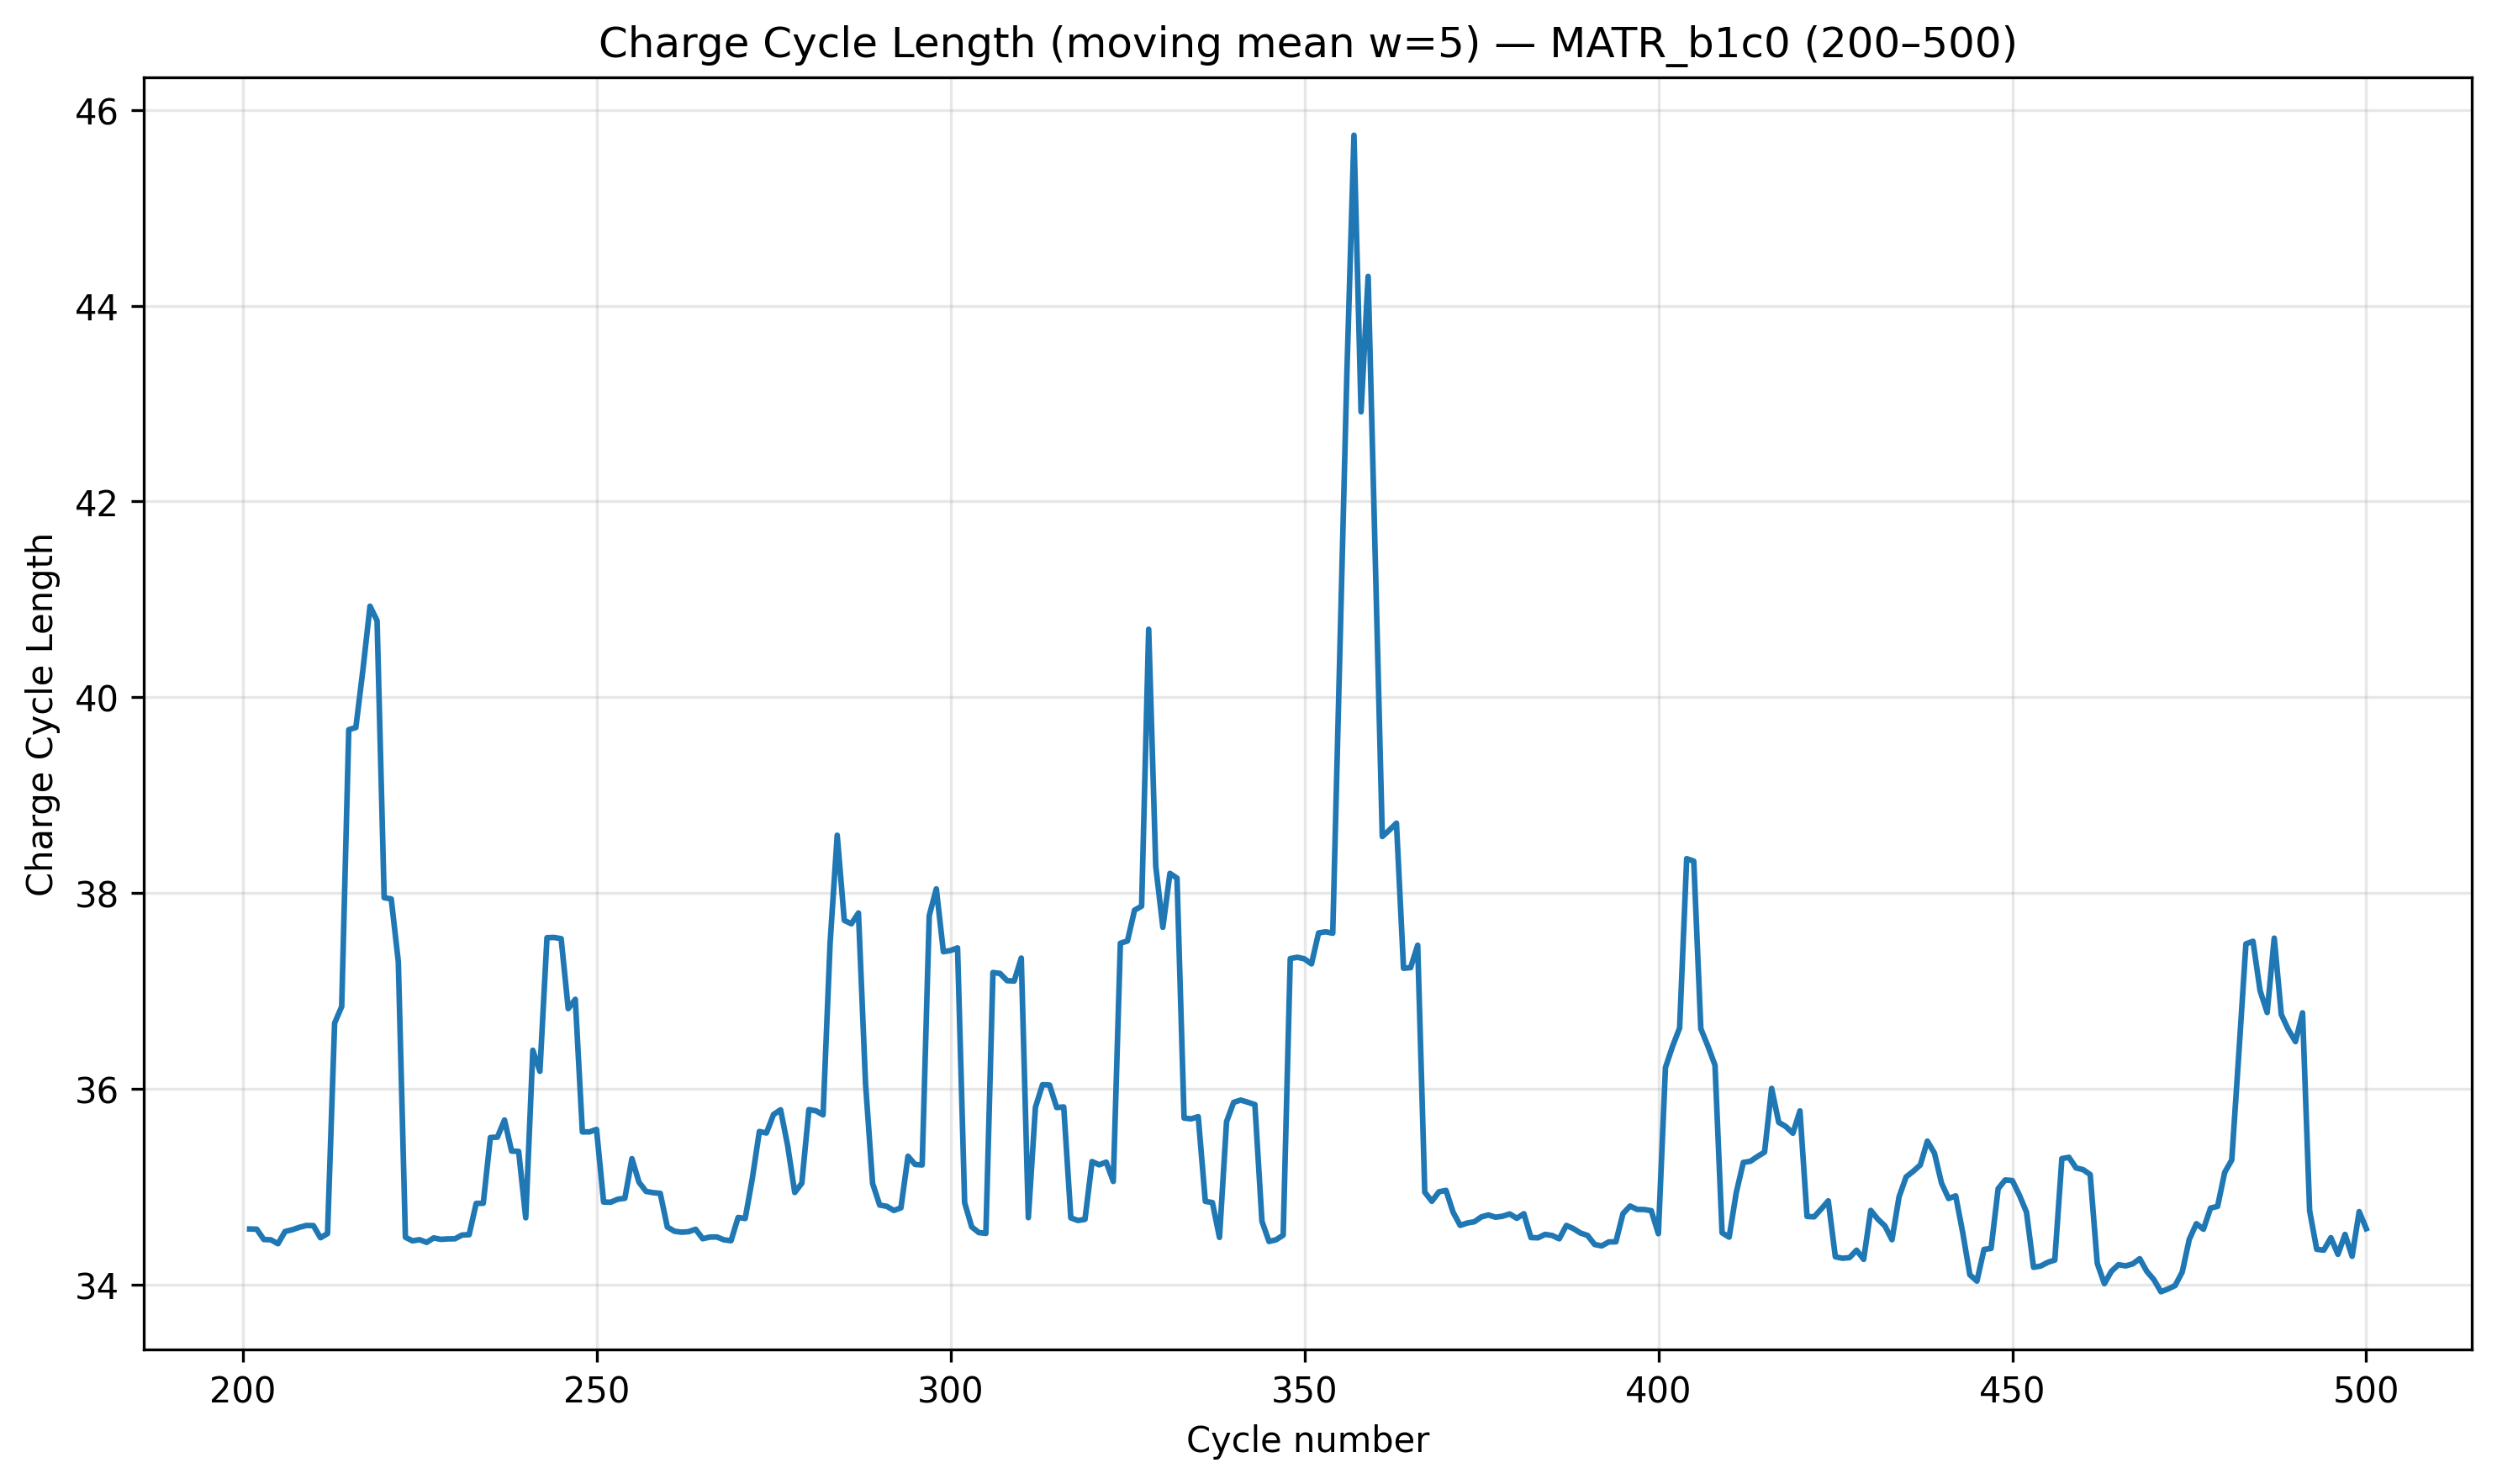 Charge Cycle Length (moving mean w=5) — MATR_b1c0 (200–500)
Charge Cycle Length
46
44
42
40
38
36
34
200 250 300 350 400 450 500
Cycle number